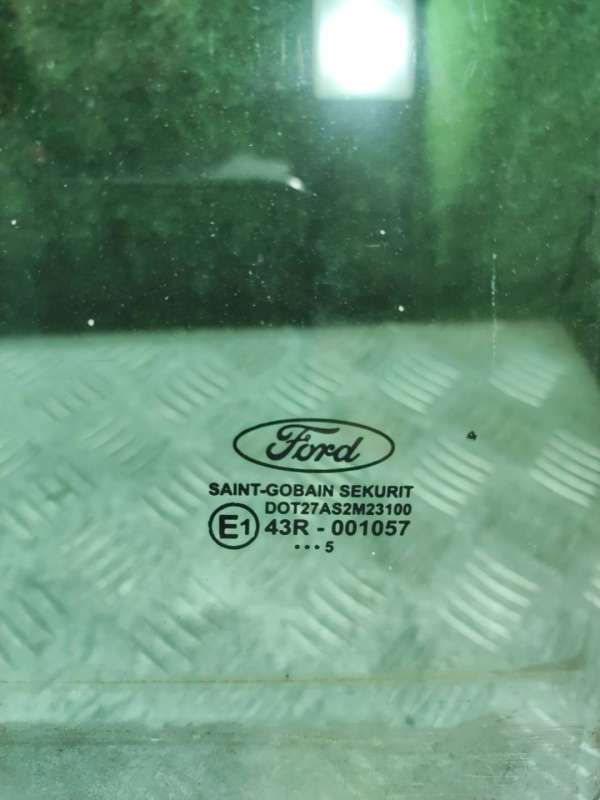 Ford
SAINT-GOBAIN SEKURIT
DOT27AS2M23100
E1 43R - 001057
•••5